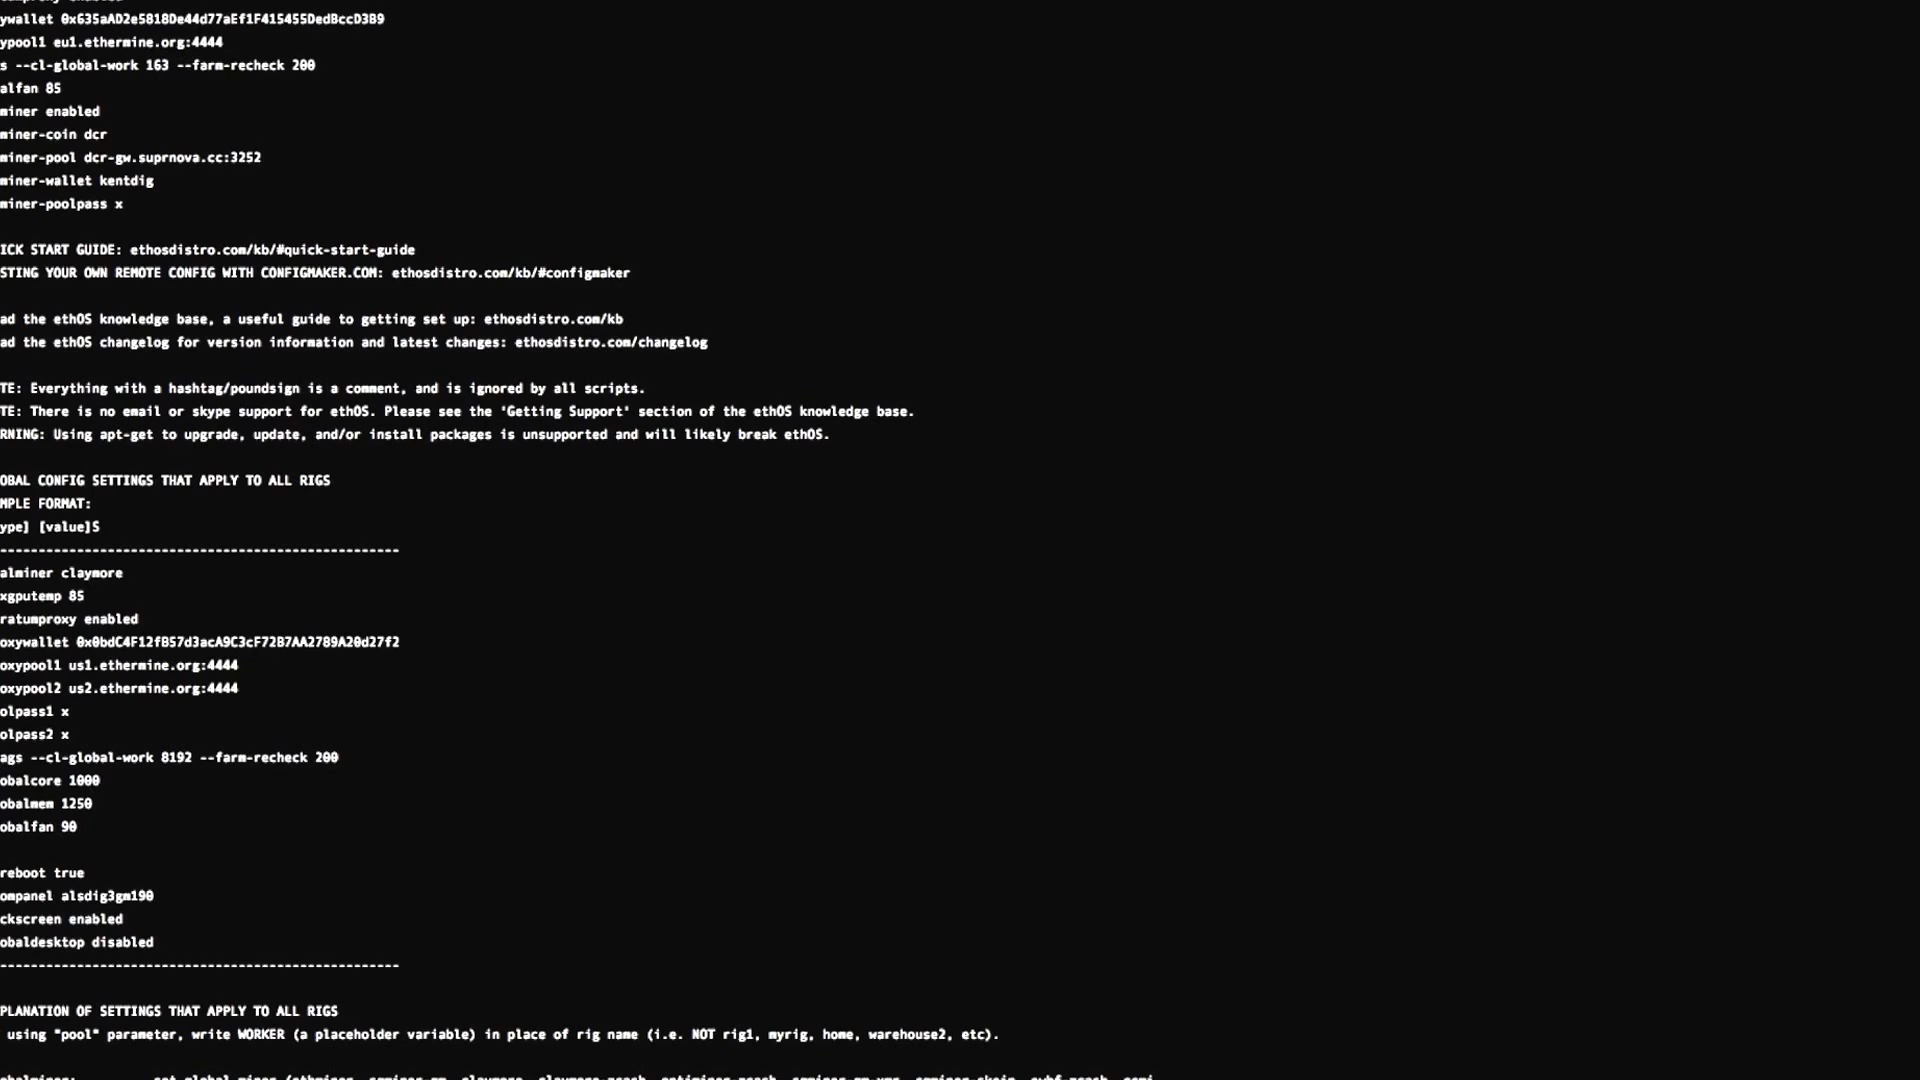 ywallet 0x635aAD2e5818De44d77aEf1F415455DedBccD3B9
ypool1 eu1.ethermine.org:4444
s --cl-global-work 163 --farm-recheck 200
alfan 85
miner enabled
miner-coin dcr
miner-pool dcr-gw.suprnova.cc:3252
miner-wallet kentdig
miner-poolpass x
ICK START GUIDE: ethosdistro.com/kb/#quick-start-guide
STING YOUR OWN REMOTE CONFIG WITH CONFIGMAKER.COM: ethosdistro.com/kb/#configmaker
ad the ethOS knowledge base, a useful guide to getting set up: ethosdistro.com/kb
ad the ethOS changelog for version information and latest changes: ethosdistro.com/changelog
TE: Everything with a hashtag/poundsign is a comment, and is ignored by all scripts.
TE: There is no email or skype support for ethOS. Please see the 'Getting Support' section of the ethOS knowledge base.
RNING: Using apt-get to upgrade, update, and/or install packages is unsupported and will likely break ethOS.
OBAL CONFIG SETTINGS THAT APPLY TO ALL RIGS
MPLE FORMAT:
ype] [value]S
----------------------------------------------------
alminer claymore
xgputemp 85
ratumproxy enabled
oxywallet 0x0bdC4F12fB57d3acA9C3cF72B7AA2789A20d27f2
oxypool1 us1.ethermine.org:4444
oxypool2 us2.ethermine.org:4444
olpass1 x
olpass2 x
ags --cl-global-work 8192 --farm-recheck 200
obalcore 1000
obalmem 1250
obalfan 90
reboot true
ompanel alsdig3gm190
ckscreen enabled
obaldesktop disabled
----------------------------------------------------
PLANATION OF SETTINGS THAT APPLY TO ALL RIGS
using "pool" parameter, write WORKER (a placeholder variable) in place of rig name (i.e. NOT rig1, myrig, home, warehouse2, etc).